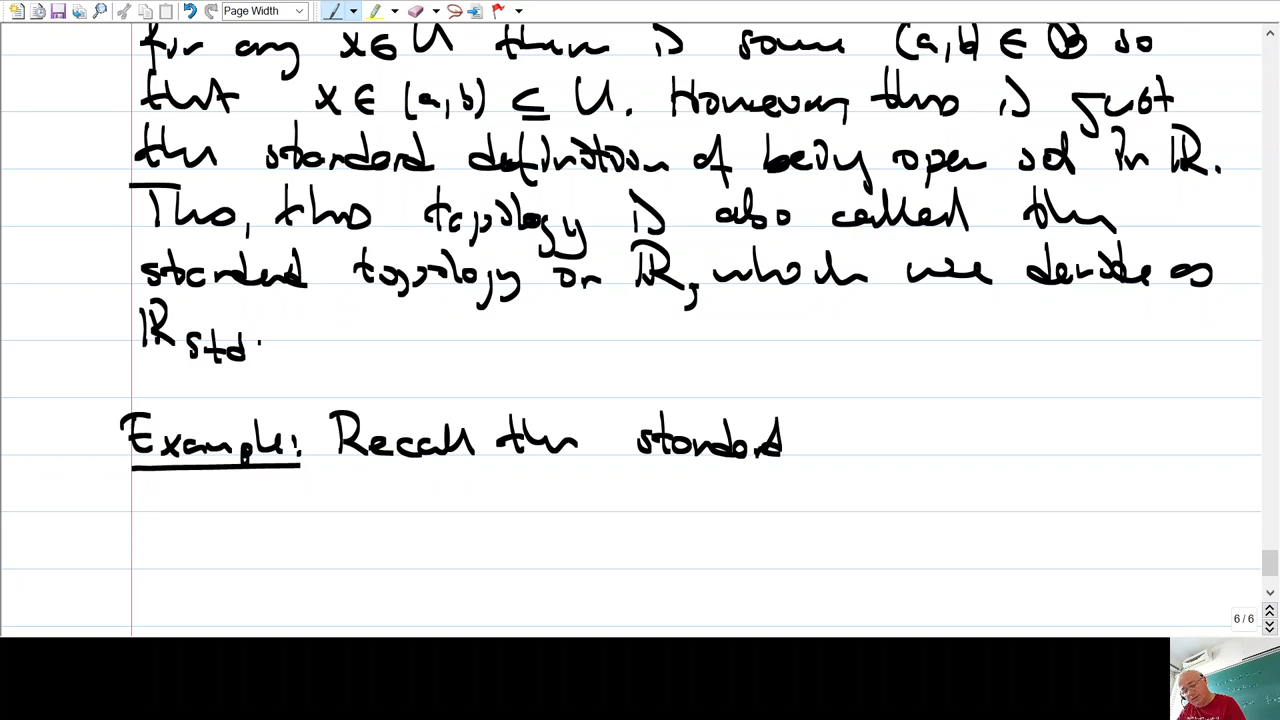 Page Width
for any x ∈ U there is some (a,b) ∈ B so
that x ∈ (a,b) ⊆ U. However, this is just
the standard definition of being open set in ℝ.
Thus, this topology is also called the
standard topology on ℝ, which we denote as
ℝ std.
Example: Recall the standard
6 / 6